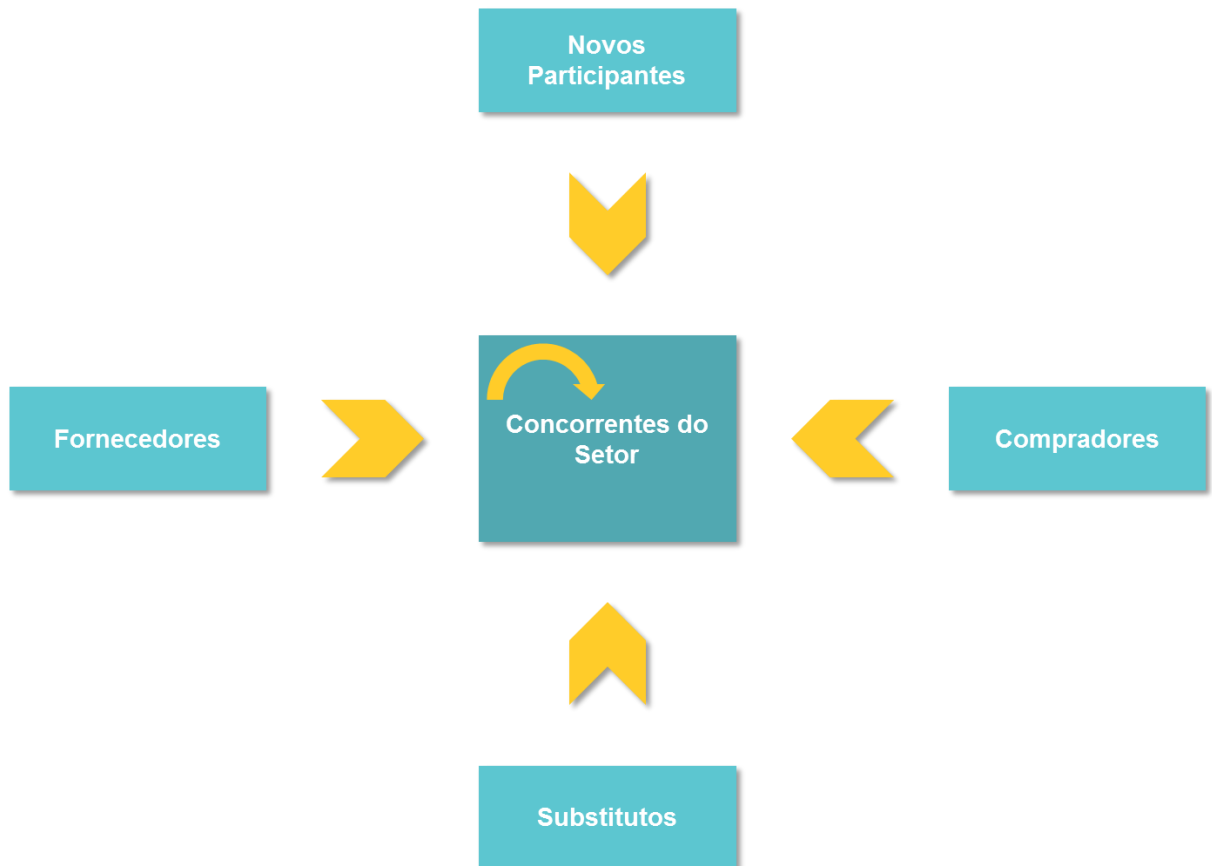 Novos
Participantes
Fornecedores
Concorrentes do
Setor
Compradores
Substitutos